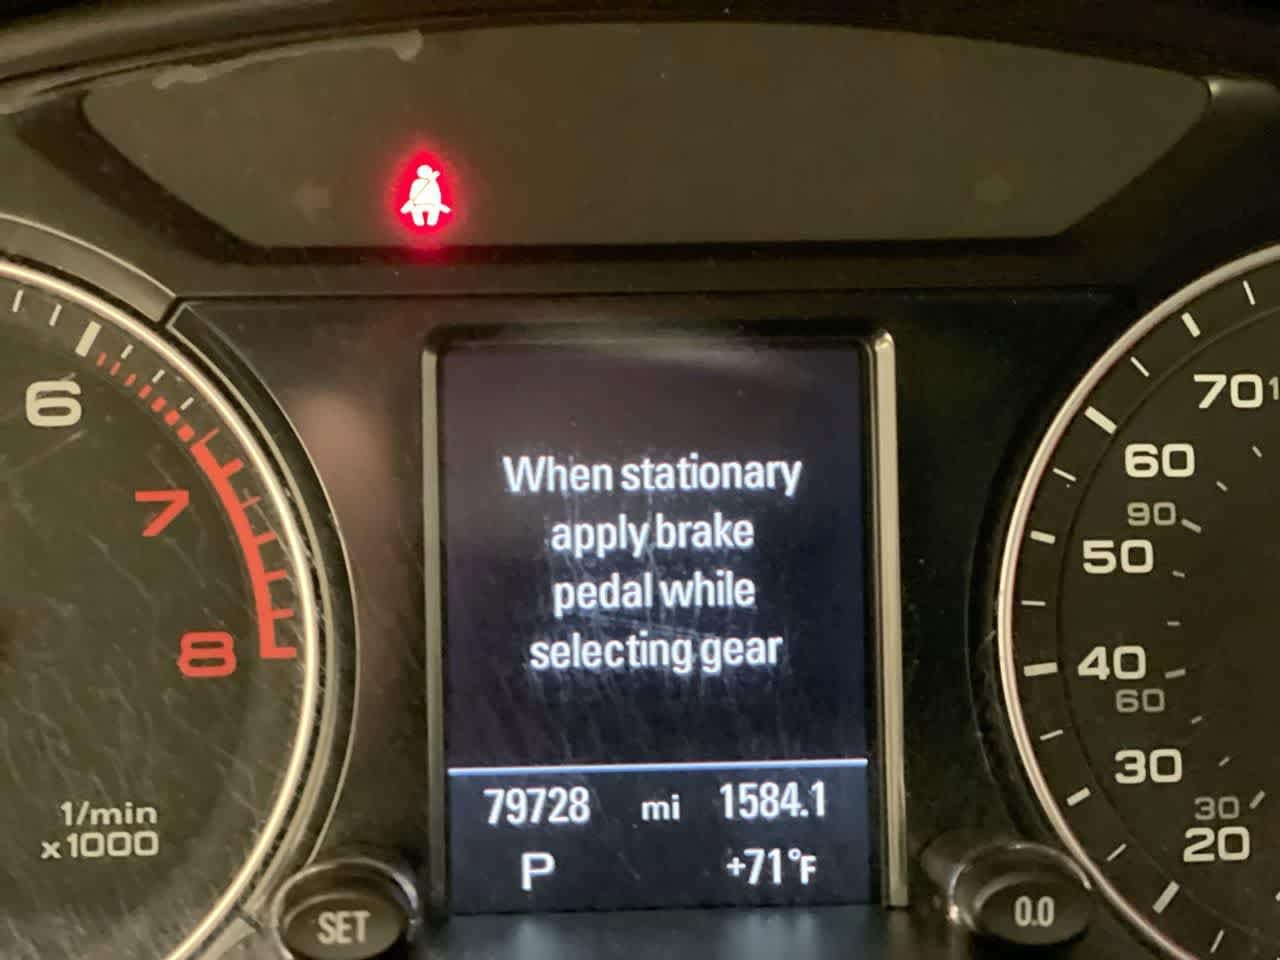 6
7
8
1/min
x1000
SET
When stationary
apply brake
pedal while
selecting gear
79728 mi 1584.1
P +71°F
70
60
90
50
40
60
30
30
20
0.0